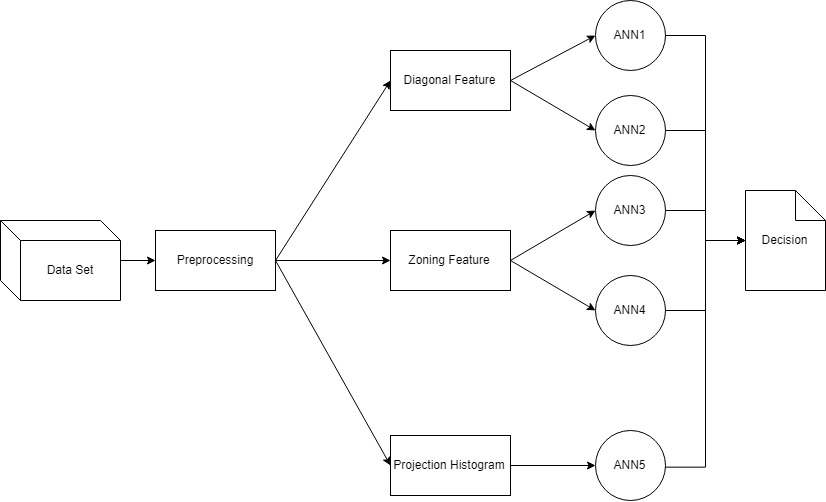 ANN1
Diagonal Feature
ANN2
ANN3
Data Set
Preprocessing
Zoning Feature
Decision
ANN4
Projection Histogram
ANN5